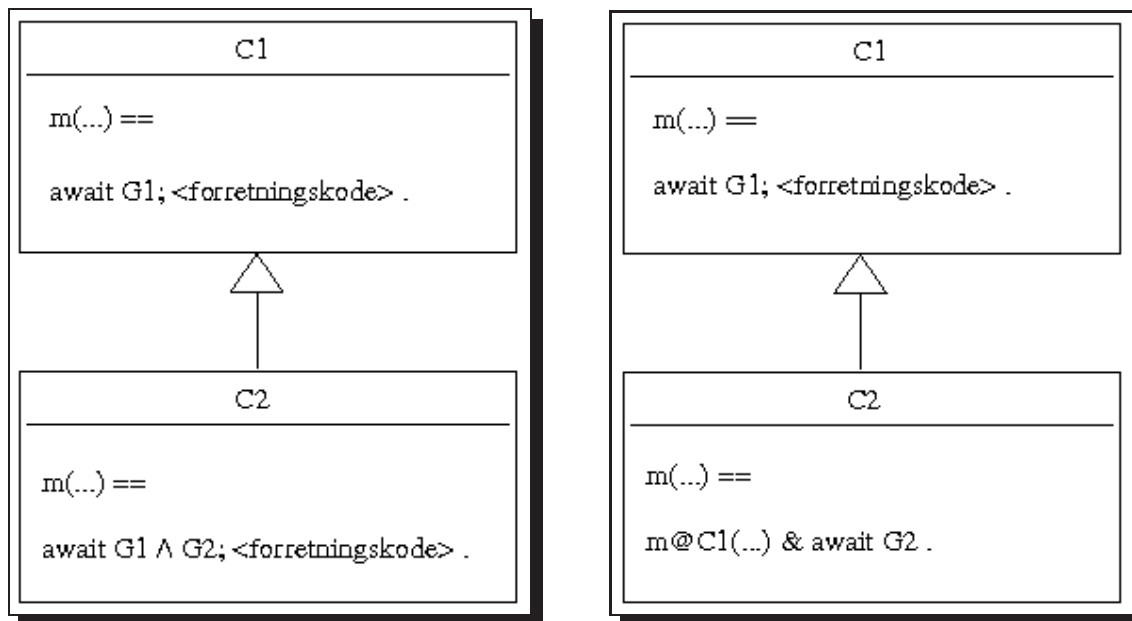 C1
m(...) ==
await G1; <forretningskode> .
C2
m(...) ==
await G1 Λ G2; <forretningskode> .
C1
m(...) ==
await G1; <forretningskode> .
C2
m(...) ==
m@C1(...) & await G2 .